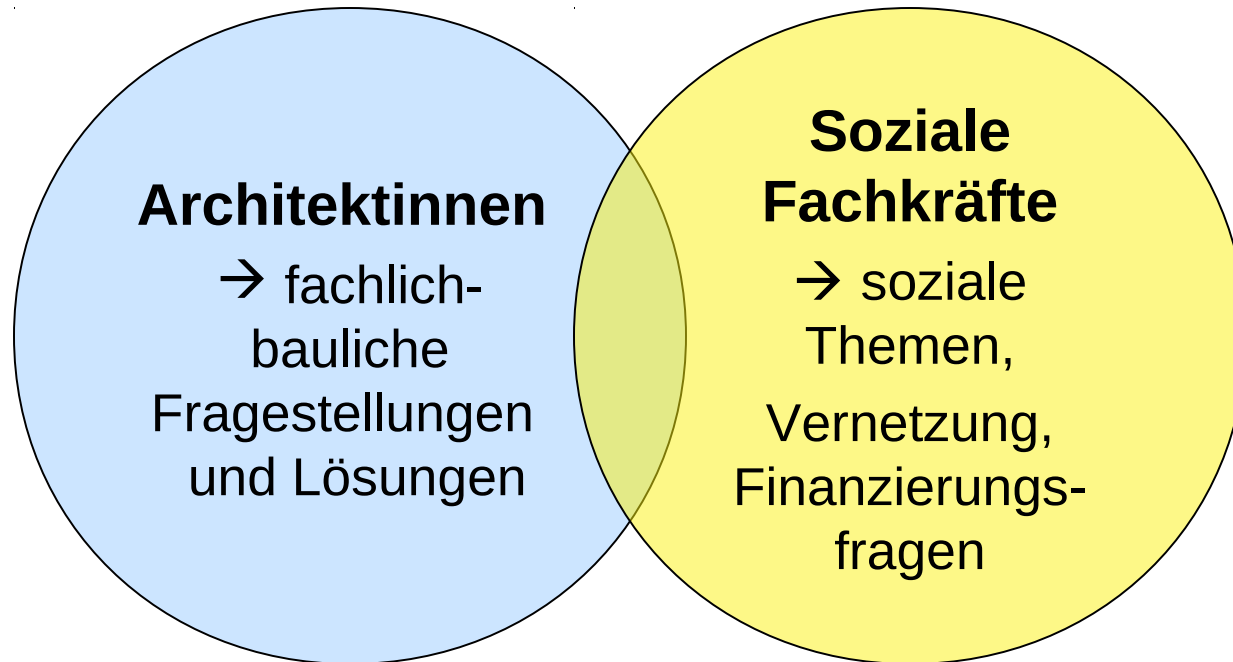 Architektinnen
→ fachlich-
bauliche
Fragestellungen
und Lösungen
Soziale
Fachkräfte
→ soziale
Themen,
Vernetzung,
Finanzierungs-
fragen